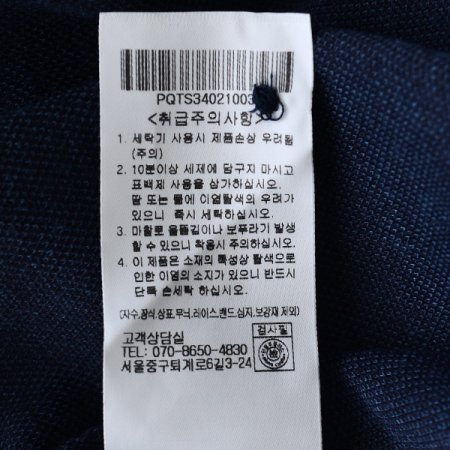 PQTS34021003
<취급주의사항>
1. 세탁기 사용시 제품손상 우려됨
(주의)
2. 10분이상 세제에 담구지 마시고
표백제 사용을 삼가하십시오.
땀 또는 물에 이염탈색의 우려가
있으니 즉시 세탁하십시오.
3. 마찰로 올뜯김이나 보푸라기 발생
할 수 있으니 착용시 주의하십시오.
4. 이 제품은 소재의 특성상 탈색으로
인한 이염의 소지가 있으니 반드시
단독 손세탁 하십시오.
(자수,장식,상표,무늬,레이스,밴드,심지,보강재 제외)
고객상담실
검사필
TEL: 070-8650-4830
서울중구퇴계로6길3-24